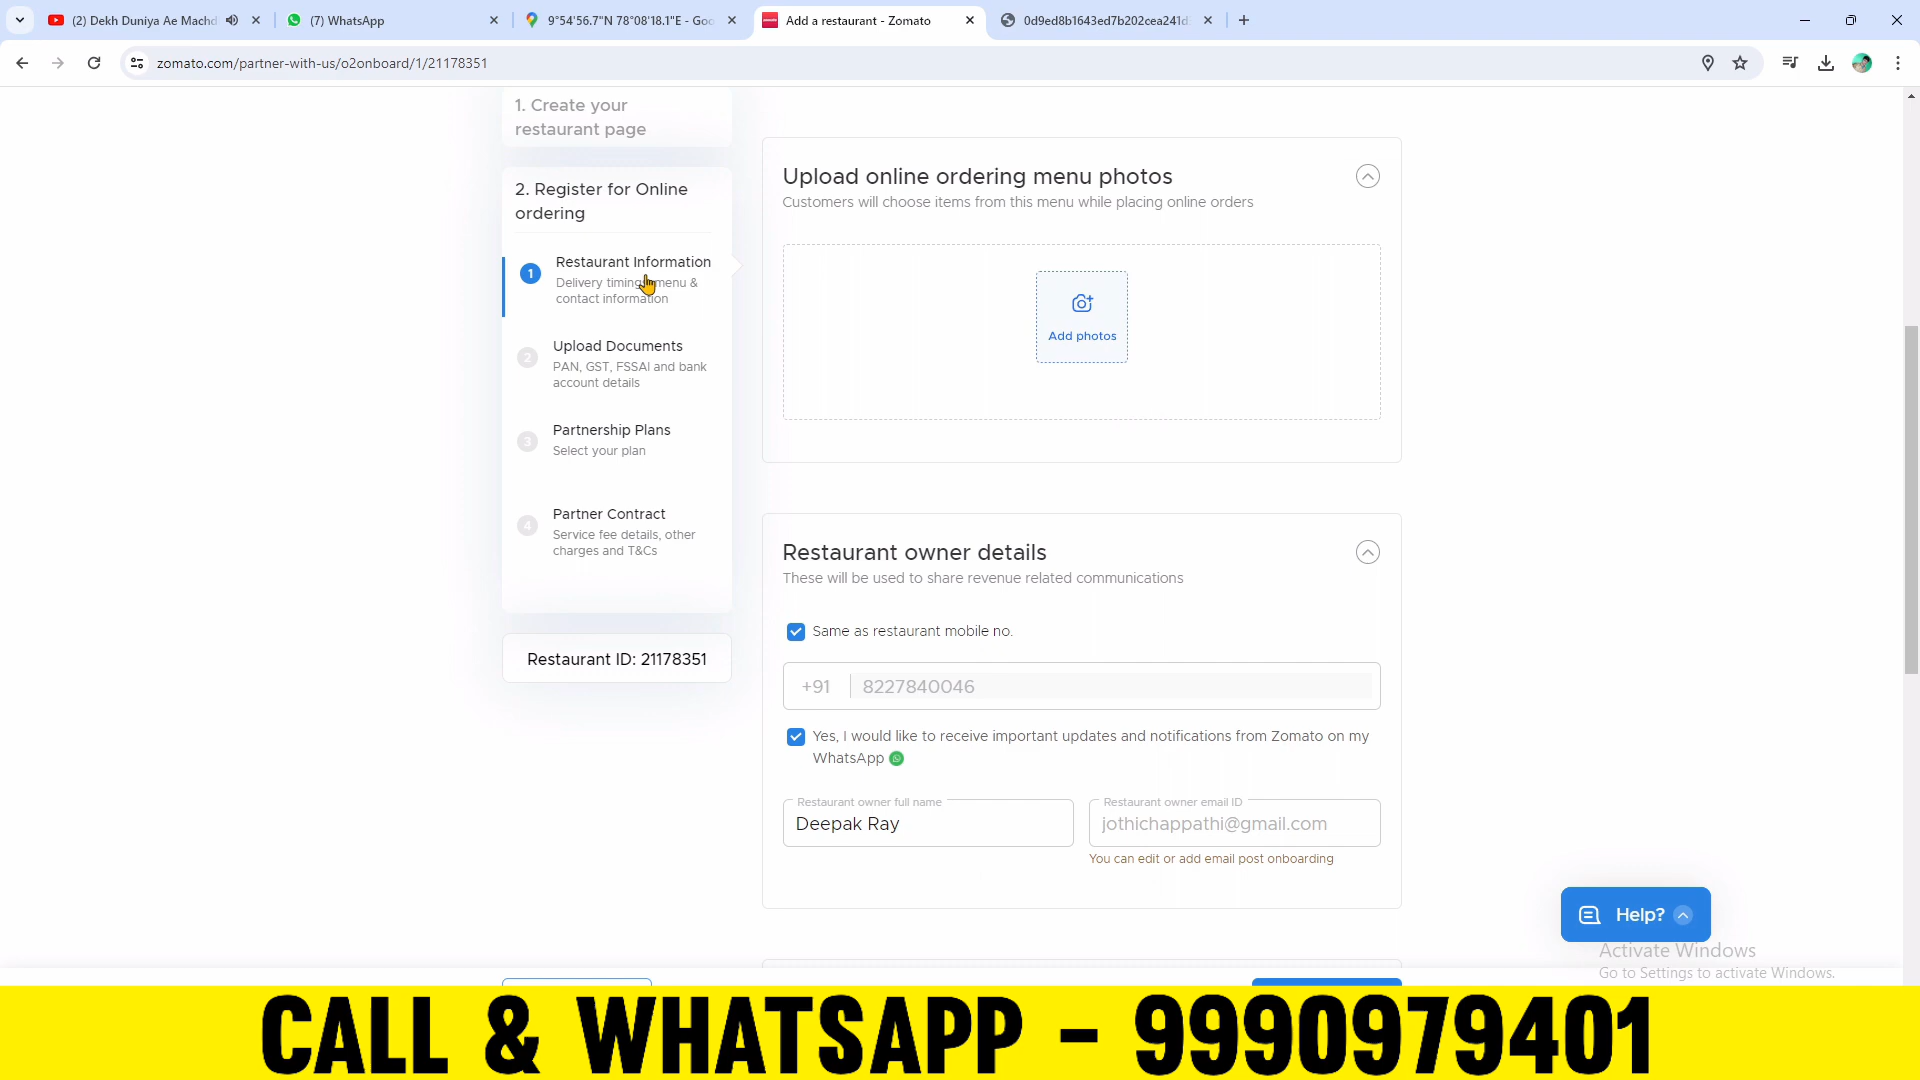 (2) Dekh Duniya Ae Machd
(7) WhatsApp
9°54'56.7"N 78°08'18.1"E - Goo
Add a restaurant - Zomato
0d9ed8b1643ed7b202cea241d
zomato.com/partner-with-us/o2onboard/1/21178351
1. Create your
restaurant page
2. Register for Online
ordering
1
Restaurant Information
Delivery timings, menu &
contact information
2
Upload Documents
PAN, GST, FSSAI and bank
account details
3
Partnership Plans
Select your plan
4
Partner Contract
Service fee details, other
charges and T&Cs
Restaurant ID: 21178351
Upload online ordering menu photos
Customers will choose items from this menu while placing online orders
Add photos
Restaurant owner details
These will be used to share revenue related communications
Same as restaurant mobile no.
+91 8227840046
Yes, I would like to receive important updates and notifications from Zomato on my
WhatsApp
Restaurant owner full name
Deepak Ray
Restaurant owner email ID
jothichappathi@gmail.com
You can edit or add email post onboarding
Help?
Activate Windows
Go to Settings to activate Windows.
CALL & WHATSAPP - 9990979401